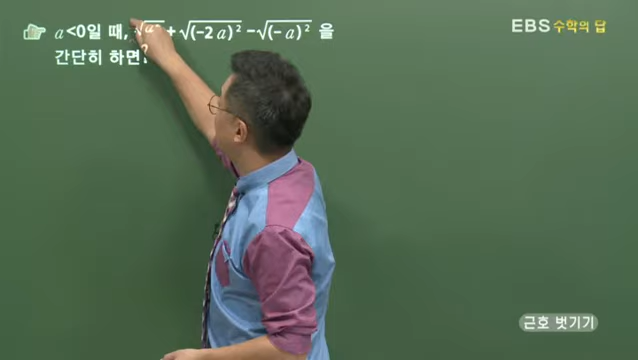 a<0일 때, √a² + √(-2a)² - √(-a)² 을
간단히 하면?
EBS 수학의 답
근호 벗기기